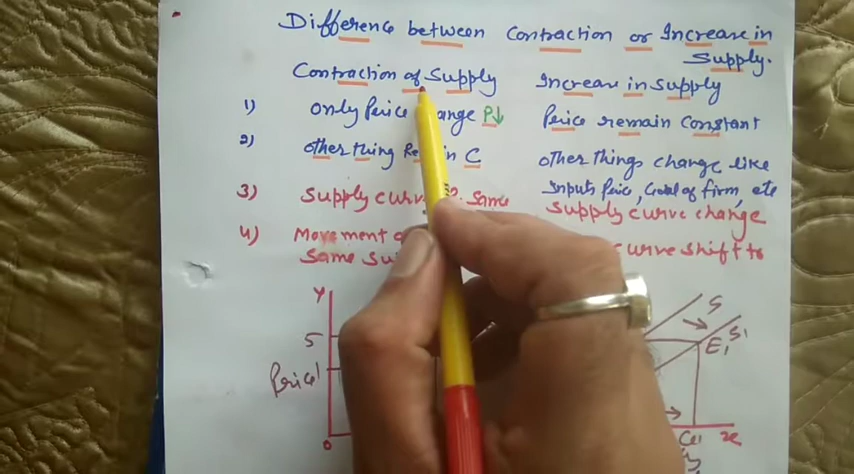 Difference between Contraction or Increase in
Supply.
Contraction of Supply
Increase in supply
1) only Price change P↓
Price remain constant
2) other thing C
other things change like
Inputs Price, Goal of firm, etc
3) Supply curve same
supply curve change
4) Movement
curve shift to
same
Y
5
Price
1
0
S
S1
E1
x